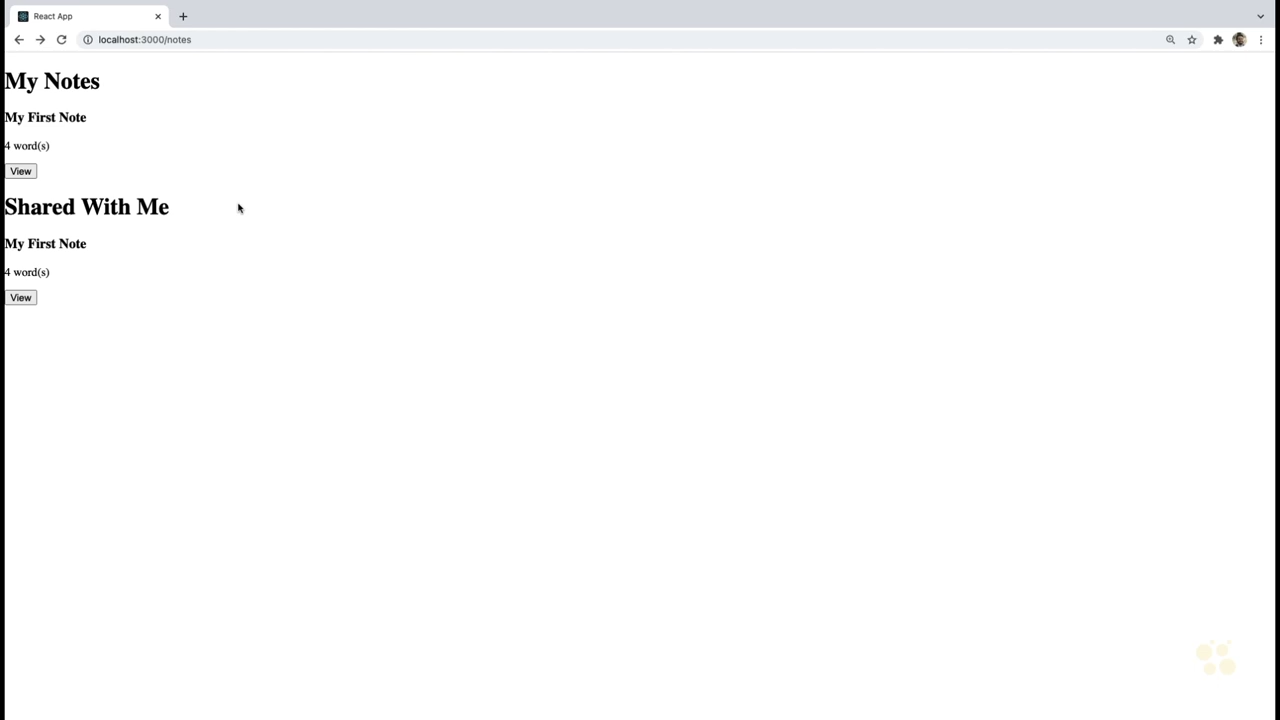 React App
localhost:3000/notes
My Notes
My First Note
4 word(s)
View
Shared With Me
My First Note
4 word(s)
View